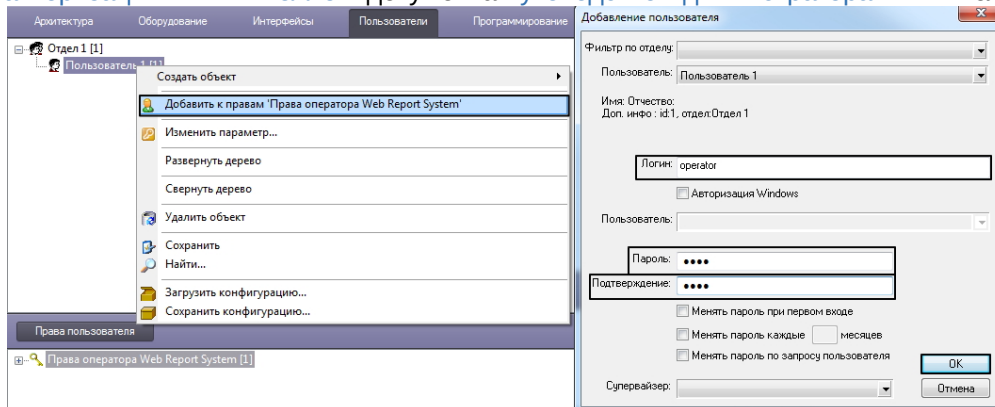 Архитектура Оборудование Интерфейсы Пользователи Программирование
Отдел 1 [1]
Пользователь 1 [1]
Создать объект
Добавить к правам 'Права оператора Web Report System'
Изменить параметр...
Развернуть дерево
Свернуть дерево
Удалить объект
Сохранить
Найти...
Загрузить конфигурацию...
Сохранить конфигурацию...
Права пользователя
Права оператора Web Report System [1]
Добавление пользователя
Фильтр по отделу:
Пользователь: Пользователь 1
Имя: Отчество:
Доп. инфо : id:1, отдел:Отдел 1
Логин: operator
Авторизация Windows
Пользователь:
Пароль: ●●●●
Подтверждение: ●●●●
Менять пароль при первом входе
Менять пароль каждые месяцев
Менять пароль по запросу пользователя
OK
Супервайзер:
Отмена